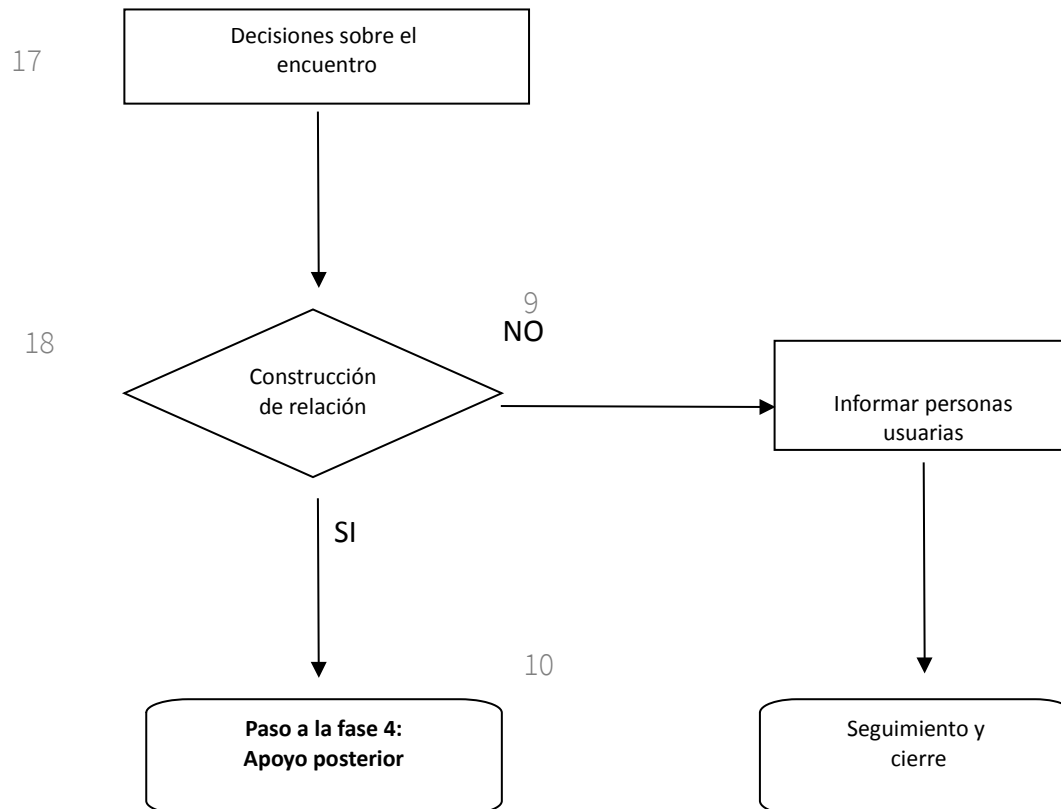 Decisiones sobre el
encuentro
17
9
NO
18
Construcción
de relación
Informar personas
usuarias
SI
10
Paso a la fase 4:
Apoyo posterior
Seguimiento y
cierre